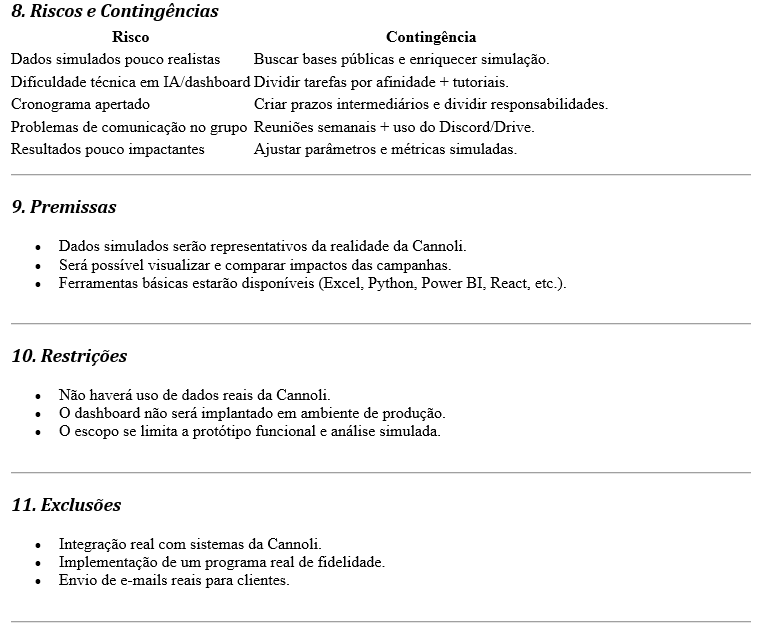 8. Riscos e Contingências
Risco Contingência
Dados simulados pouco realistas Buscar bases públicas e enriquecer simulação.
Dificuldade técnica em IA/dashboard Dividir tarefas por afinidade + tutoriais.
Cronograma apertado Criar prazos intermediários e dividir responsabilidades.
Problemas de comunicação no grupo Reuniões semanais + uso do Discord/Drive.
Resultados pouco impactantes Ajustar parâmetros e métricas simuladas.
9. Premissas
• Dados simulados serão representativos da realidade da Cannoli.
• Será possível visualizar e comparar impactos das campanhas.
• Ferramentas básicas estarão disponíveis (Excel, Python, Power BI, React, etc.).
10. Restrições
• Não haverá uso de dados reais da Cannoli.
• O dashboard não será implantado em ambiente de produção.
• O escopo se limita a protótipo funcional e análise simulada.
11. Exclusões
• Integração real com sistemas da Cannoli.
• Implementação de um programa real de fidelidade.
• Envio de e-mails reais para clientes.